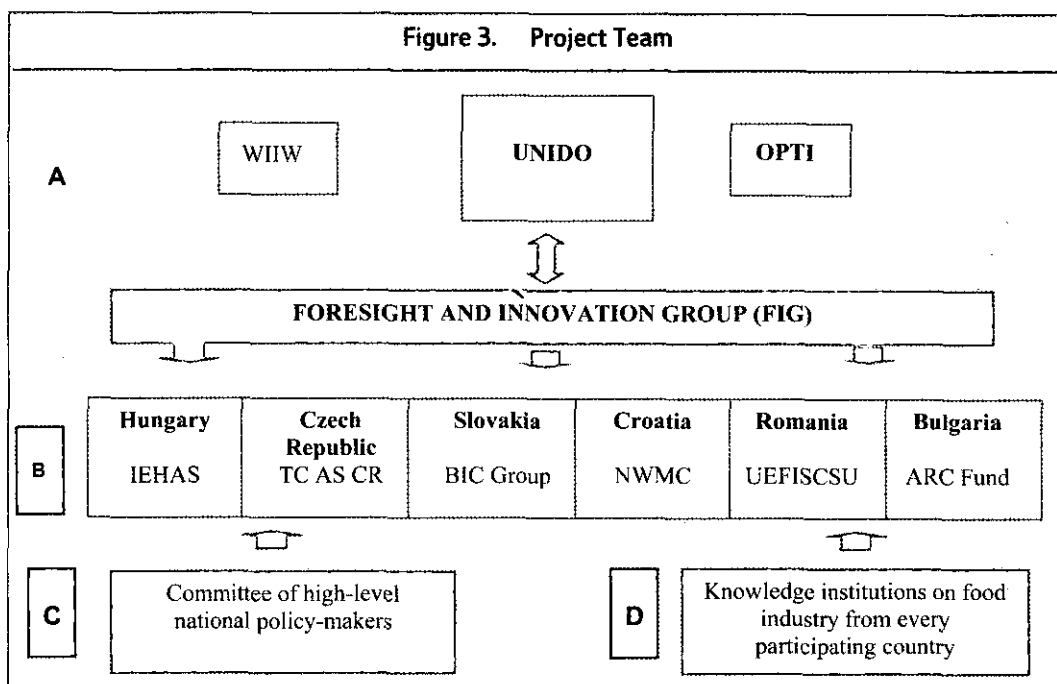 Figure 3. Project Team
A
WIIW
UNIDO
OPTI
FORESIGHT AND INNOVATION GROUP (FIG)
B
Hungary
IEHAS
Czech
Republic
TC AS CR
Slovakia
BIC Group
Croatia
NWMC
Romania
UEFISCSU
Bulgaria
ARC Fund
C
Committee of high-level
national policy-makers
D
Knowledge institutions on food
industry from every
participating country